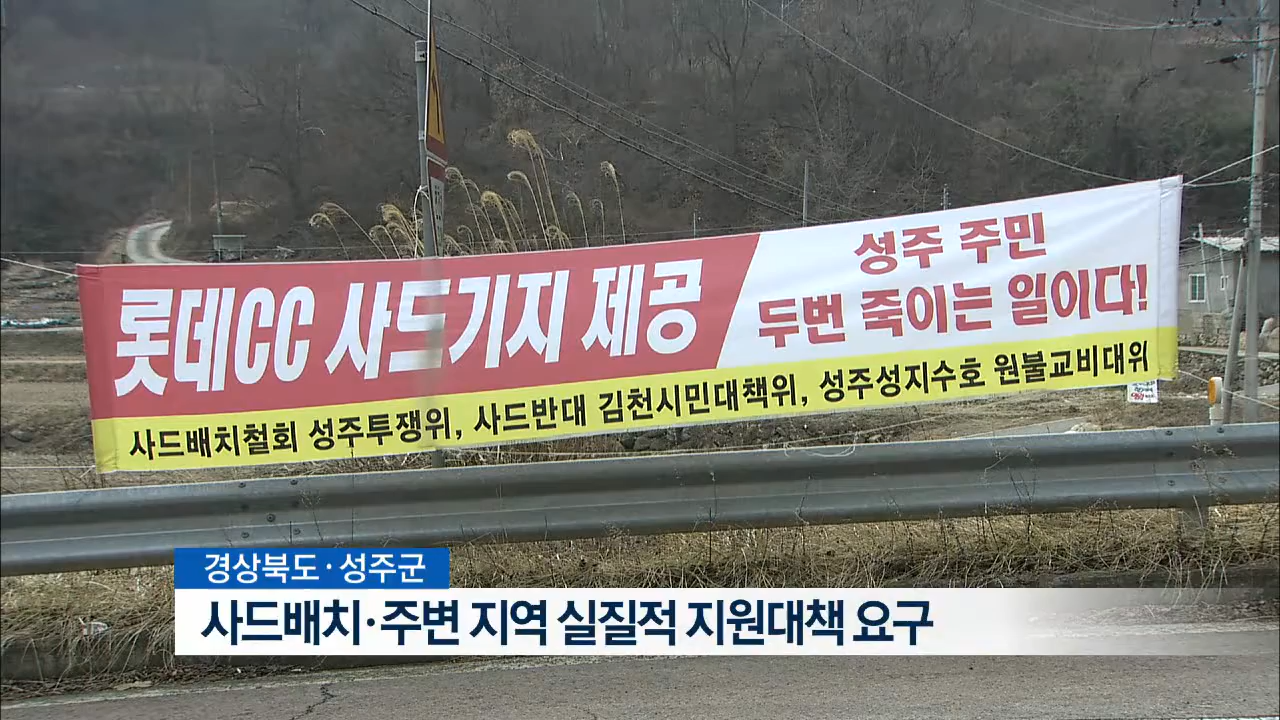 롯데CC 사드기지 제공
성주 주민
두번 죽이는 일이다!
사드배치철회 성주투쟁위, 사드반대 김천시민대책위, 성주성지수호 원불교비대위
경상북도·성주군
사드배치·주변 지역 실질적 지원대책 요구